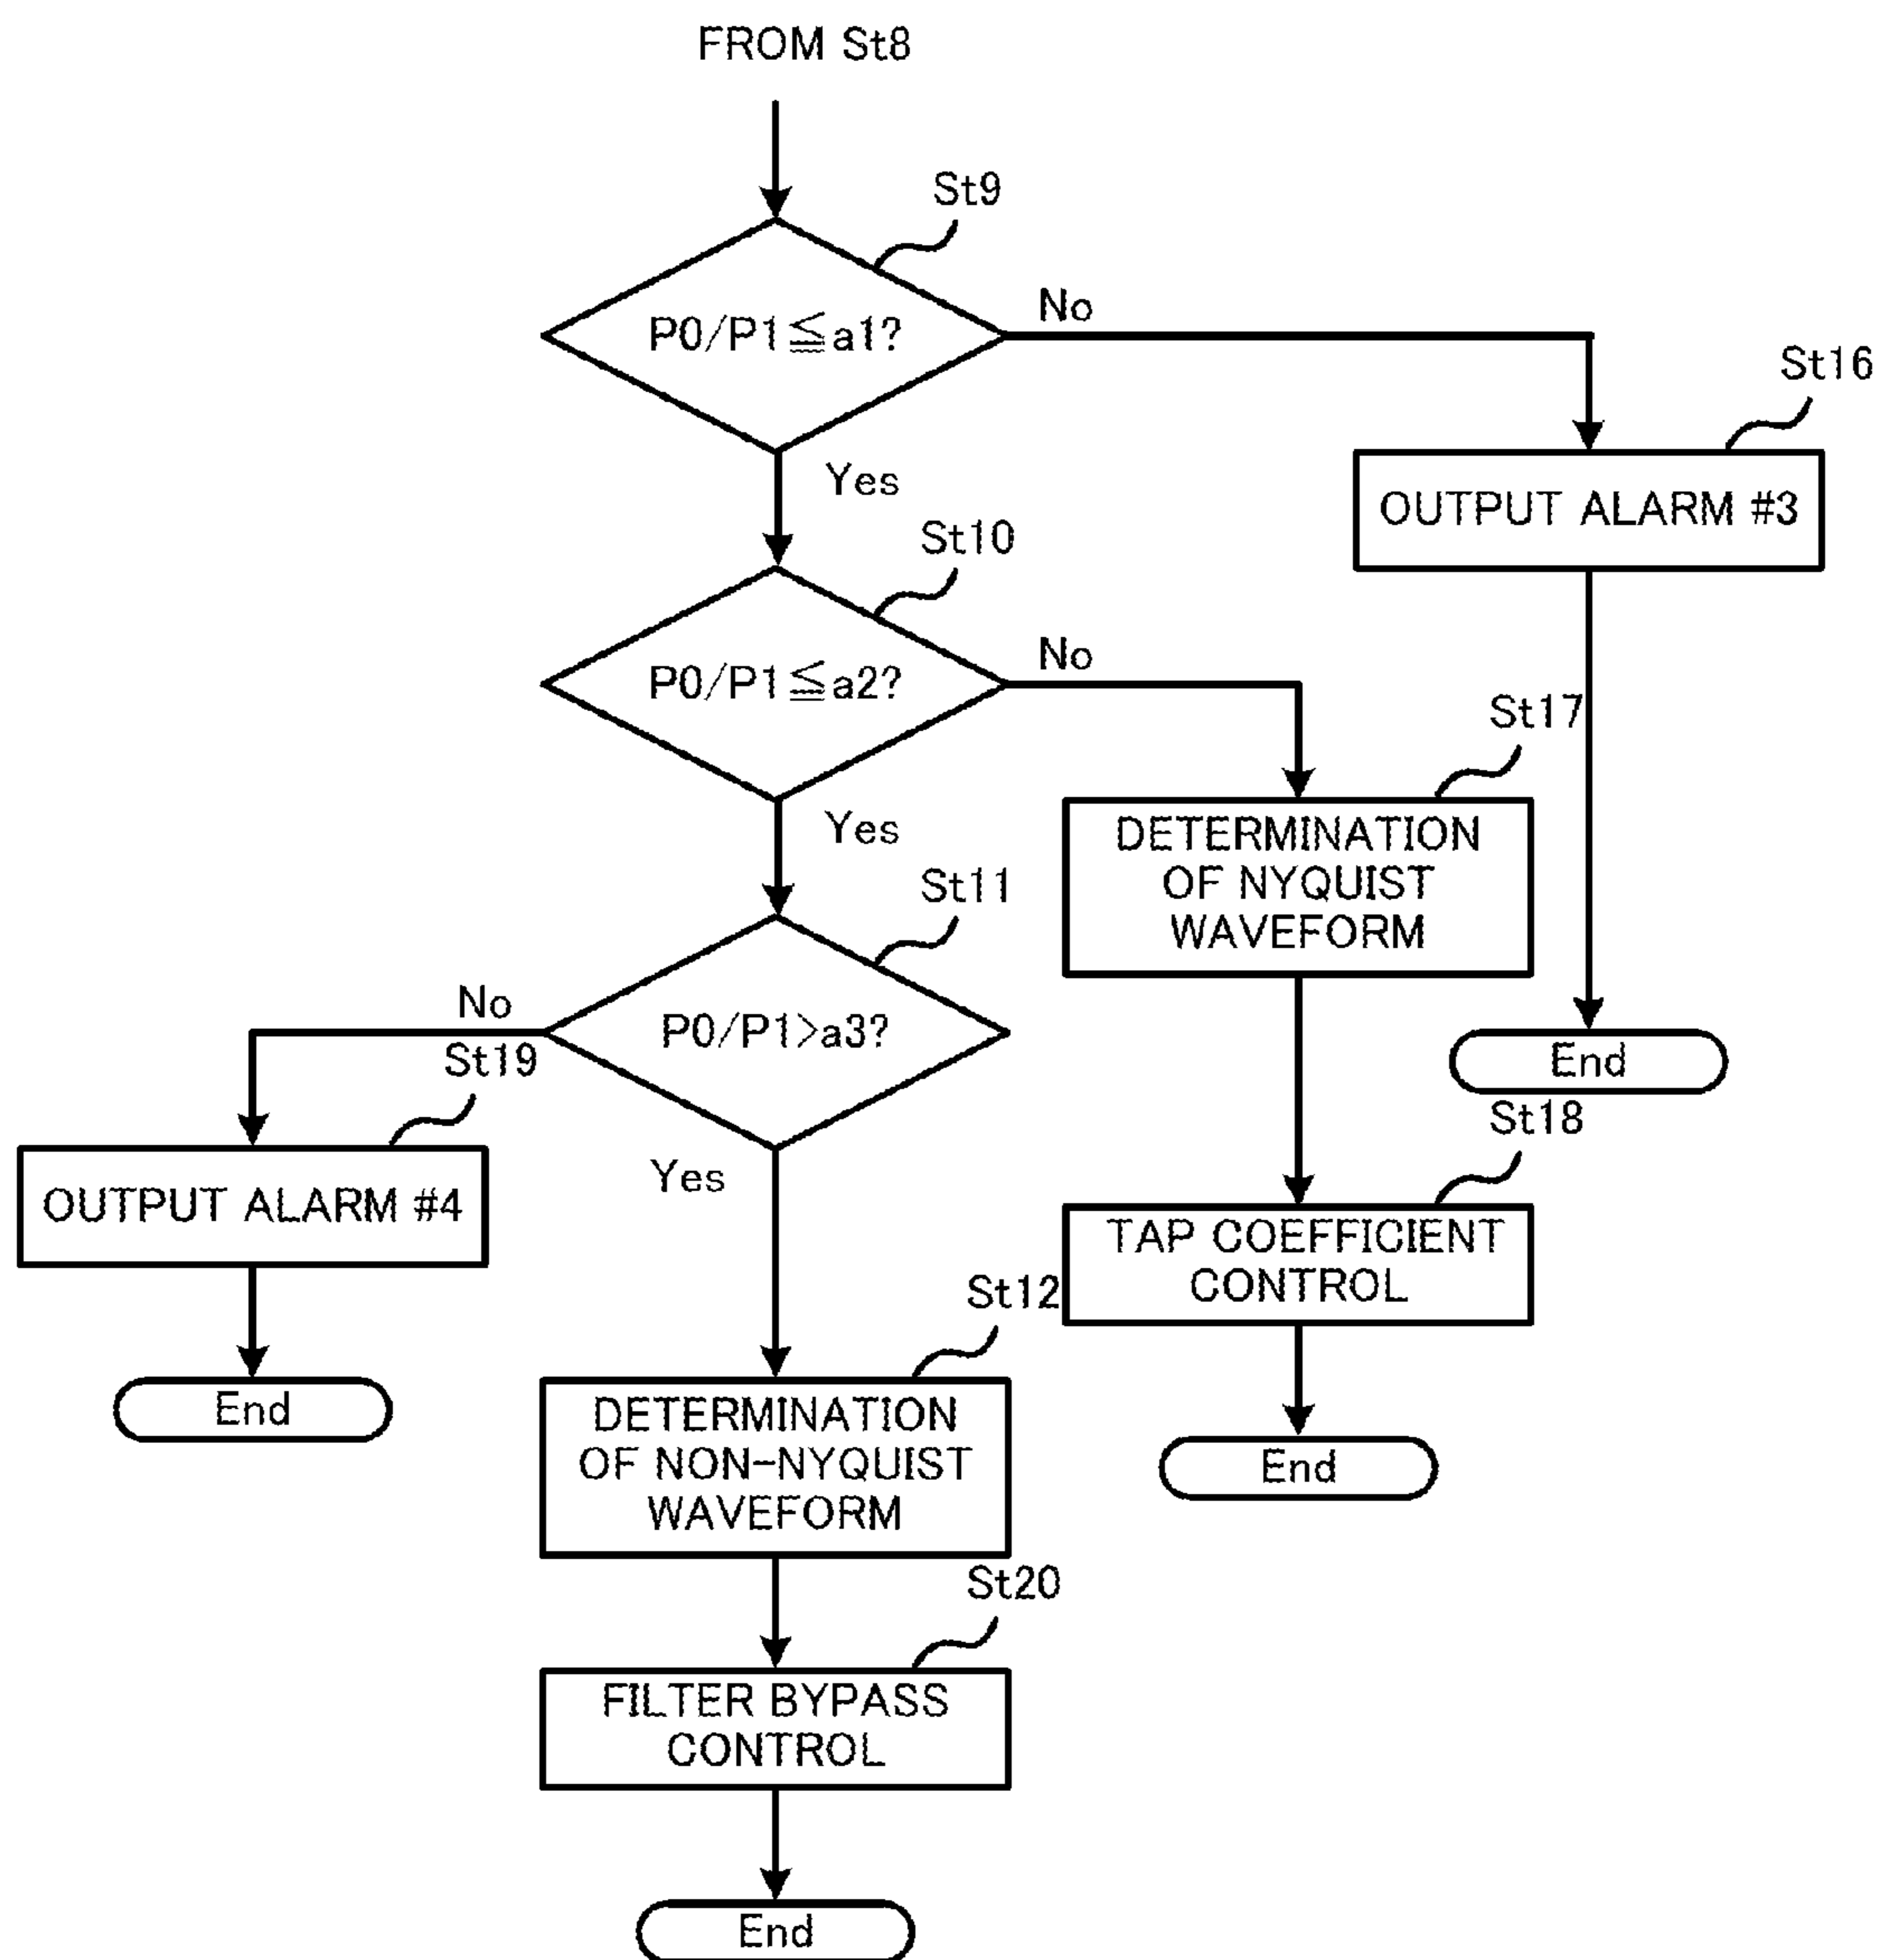 FROM St8
St9
P0/P1≦a1?
No
St16
Yes
OUTPUT ALARM #3
St10
P0/P1≦a2?
No
St17
Yes
DETERMINATION
OF NYQUIST
WAVEFORM
St11
No
P0/P1>a3?
St19
End
St18
Yes
OUTPUT ALARM #4
TAP COEFFICIENT
CONTROL
St12
End
DETERMINATION
OF NON-NYQUIST
WAVEFORM
End
St20
FILTER BYPASS
CONTROL
End